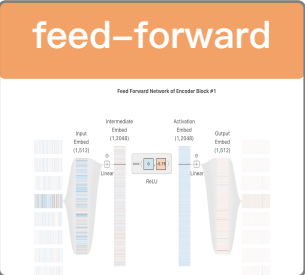 feed-forward
Feed Forward Network of Encoder Block #1
Input
Embed
(1,512)
Intermediate
Embed
(1,2048)
Activation
Embed
(1,2048)
Output
Embed
(1,512)
Linear
ReLU
Linear